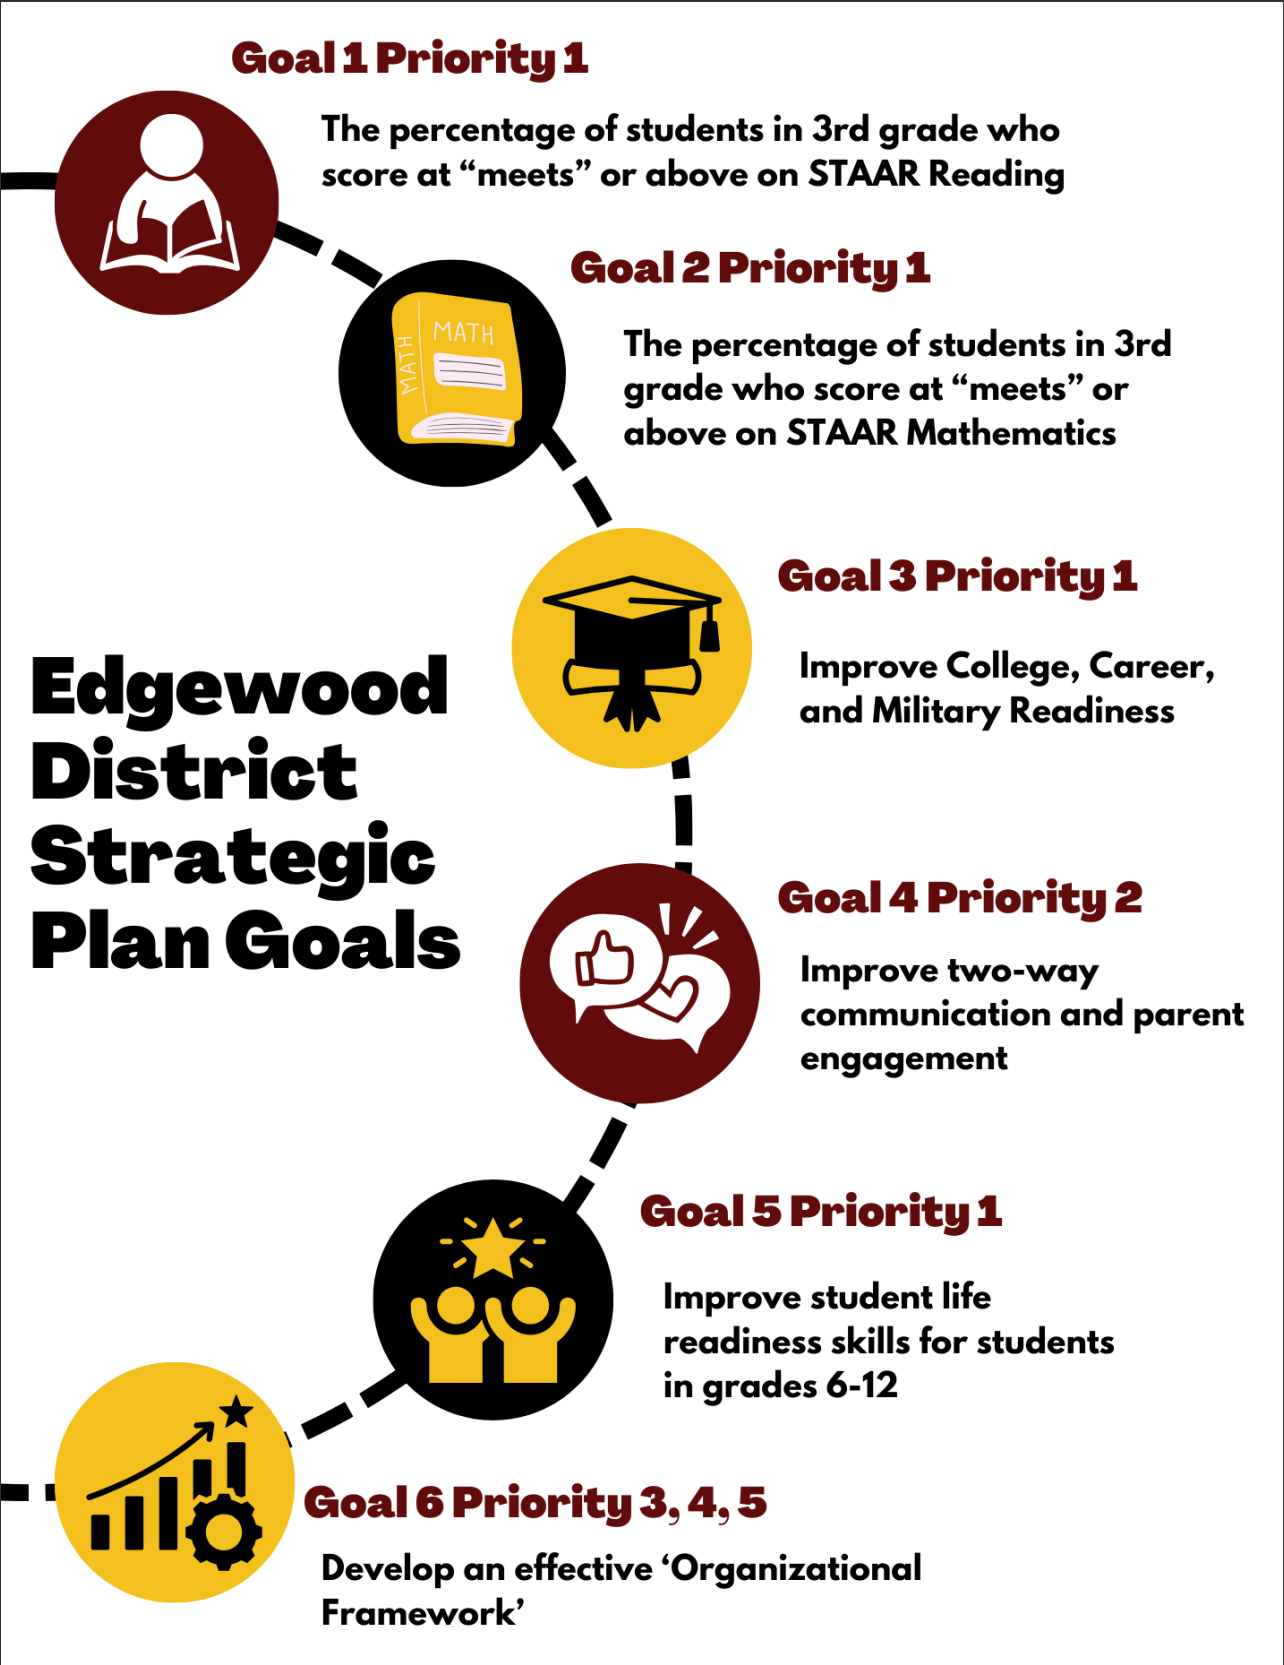 Goal 1 Priority 1
The percentage of students in 3rd grade who
score at “meets” or above on STAAR Reading
Goal 2 Priority 1
MATH
MATH
The percentage of students in 3rd
grade who score at “meets” or
above on STAAR Mathematics
Goal 3 Priority 1
Improve College, Career,
and Military Readiness
Edgewood
District
Strategic
Plan Goals
Goal 4 Priority 2
Improve two-way
communication and parent
engagement
Goal 5 Priority 1
Improve student life
readiness skills for students
in grades 6-12
Goal 6 Priority 3, 4, 5
Develop an effective ‘Organizational
Framework’